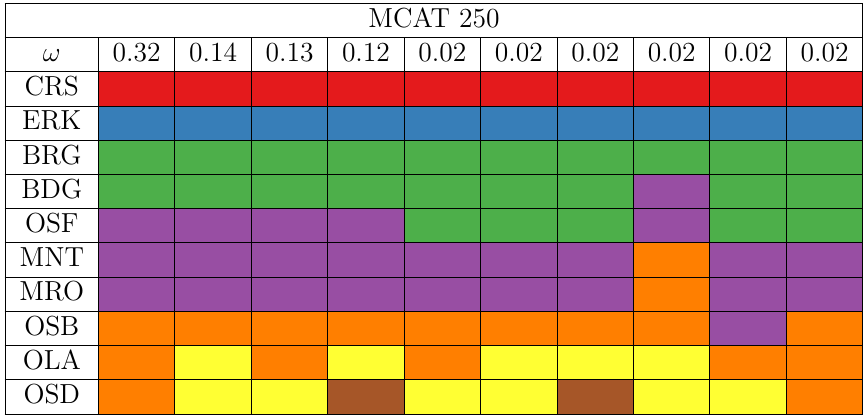 MCAT 250
ω 0.32 0.14 0.13 0.12 0.02 0.02 0.02 0.02 0.02 0.02
CRS
ERK
BRG
BDG
OSF
MNT
MRO
OSB
OLA
OSD